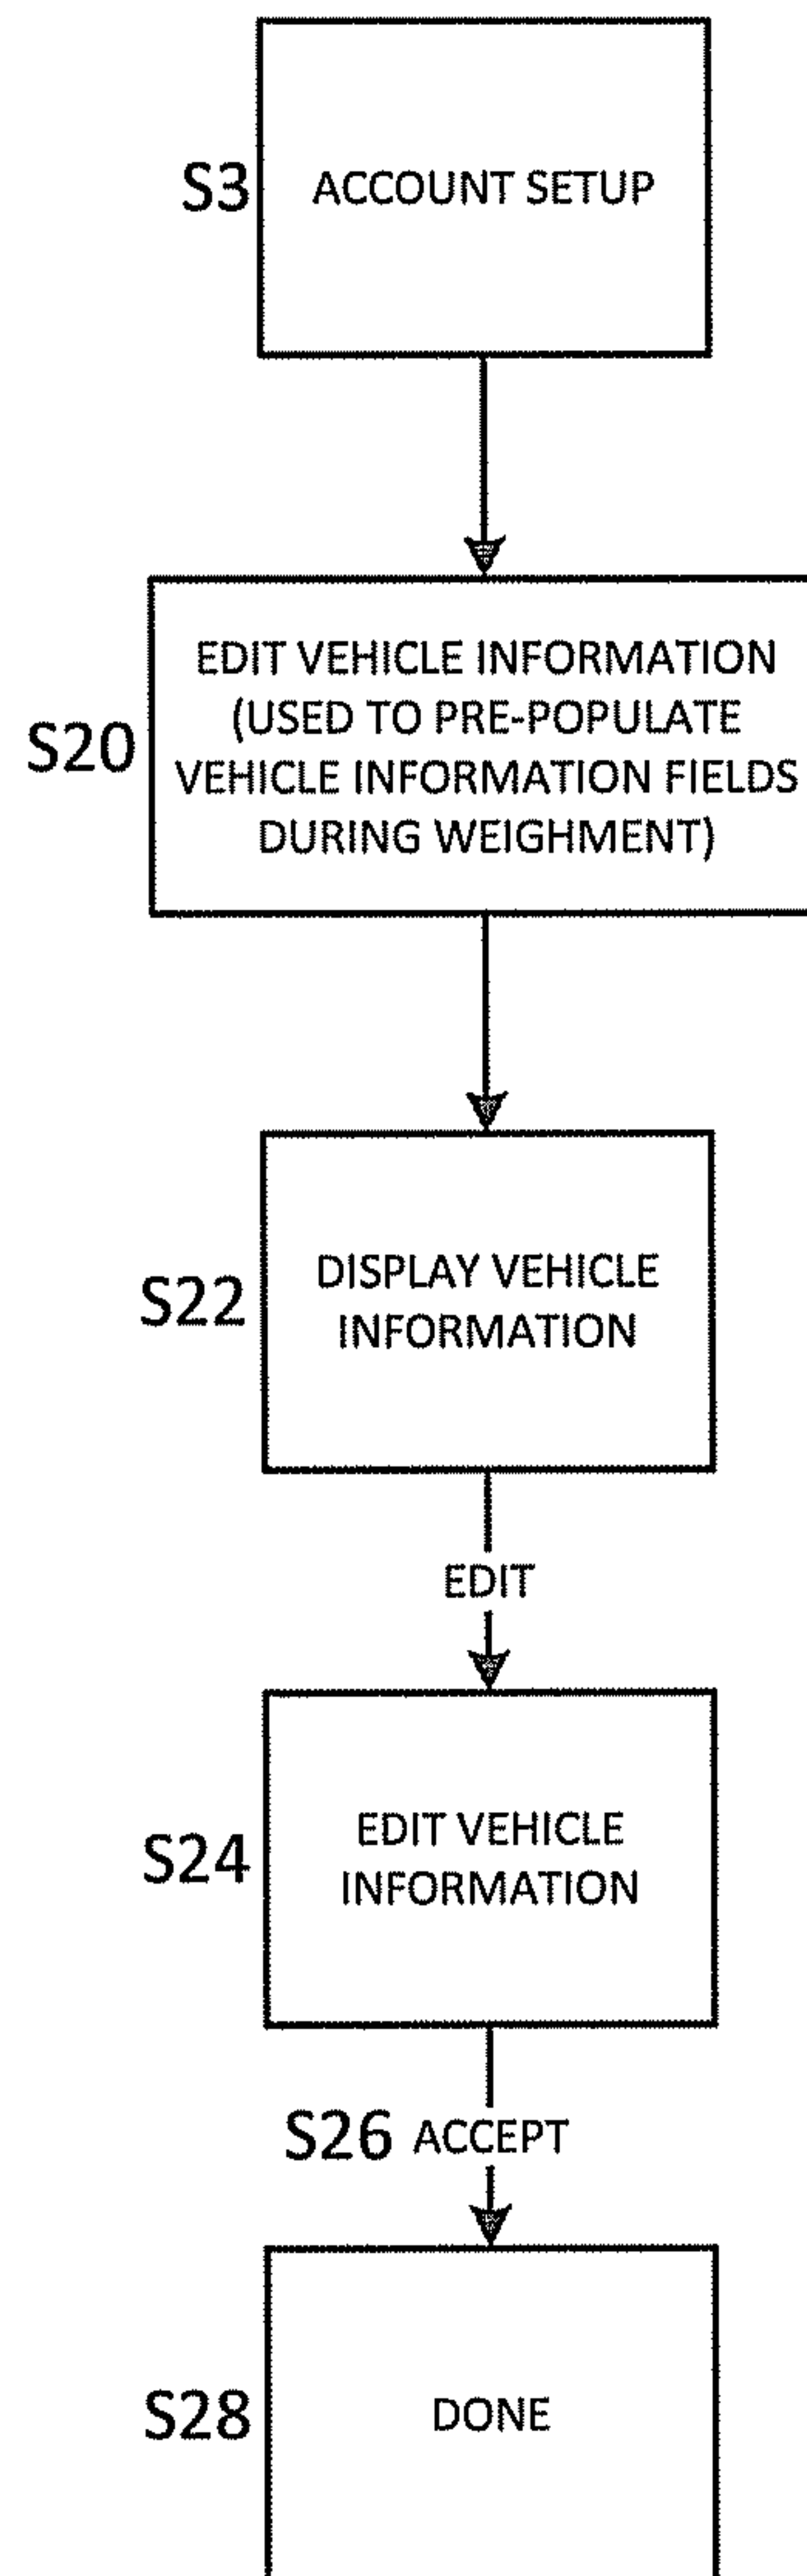 S3
ACCOUNT SETUP
S20
EDIT VEHICLE INFORMATION
(USED TO PRE-POPULATE
VEHICLE INFORMATION FIELDS
DURING WEIGHMENT)
S22
DISPLAY VEHICLE
INFORMATION
EDIT
S24
EDIT VEHICLE
INFORMATION
S26 ACCEPT
S28
DONE